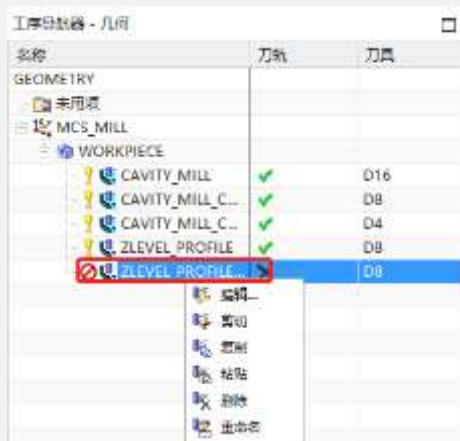 工序导航器 - 几何
名称 刀轨 刀具
GEOMETRY
未用项
MCS_MILL
WORKPIECE
CAVITY_MILL D16
CAVITY_MILL_C... D8
CAVITY_MILL_C... D4
ZLEVEL_PROFILE D8
ZLEVEL_PROFILE... D8
编辑...
剪切
复制
粘贴
删除
重命名